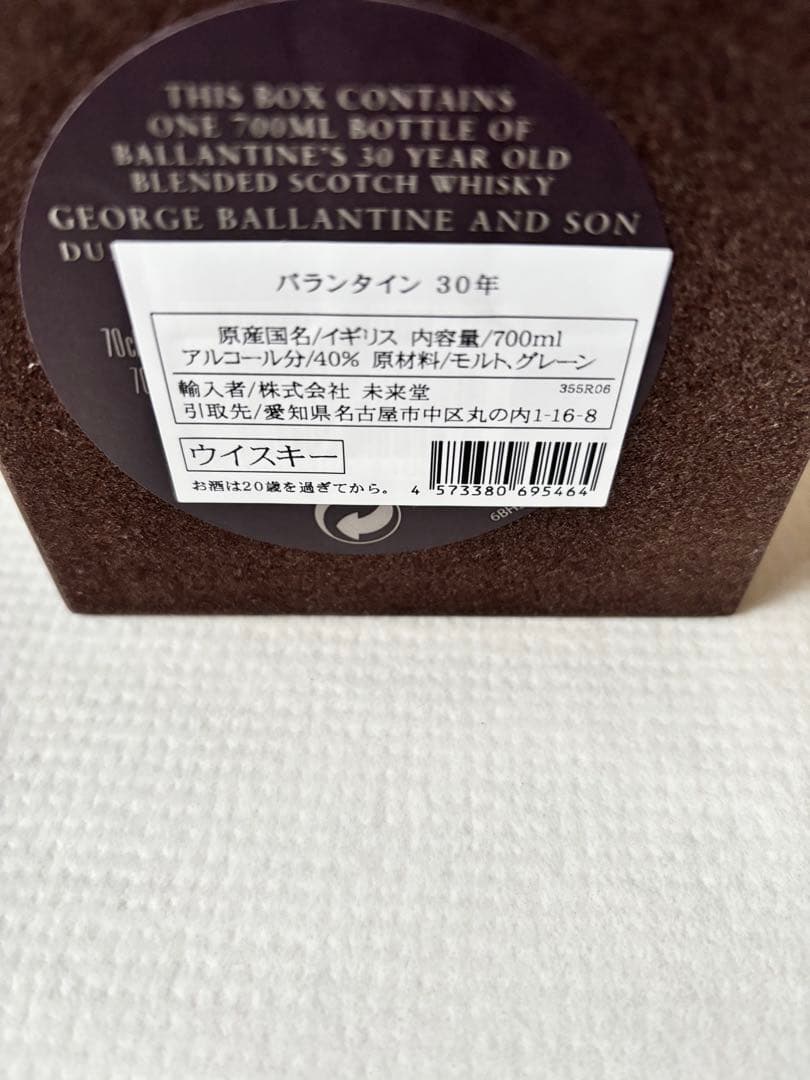 THIS BOX CONTAINS
ONE 700ML BOTTLE OF
BALLANTINE'S 30 YEAR OLD
BLENDED SCOTCH WHISKY
GEORGE BALLANTINE AND SON
バランタイン 30年
原産国名/イギリス 内容量/700ml
アルコール分/40% 原材料/モルト、グレーン
輸入者/株式会社 未来堂 355R06
引取先/愛知県名古屋市中区丸の内1-16-8
ウイスキー
お酒は20歳を過ぎてから。 4 573380 695464